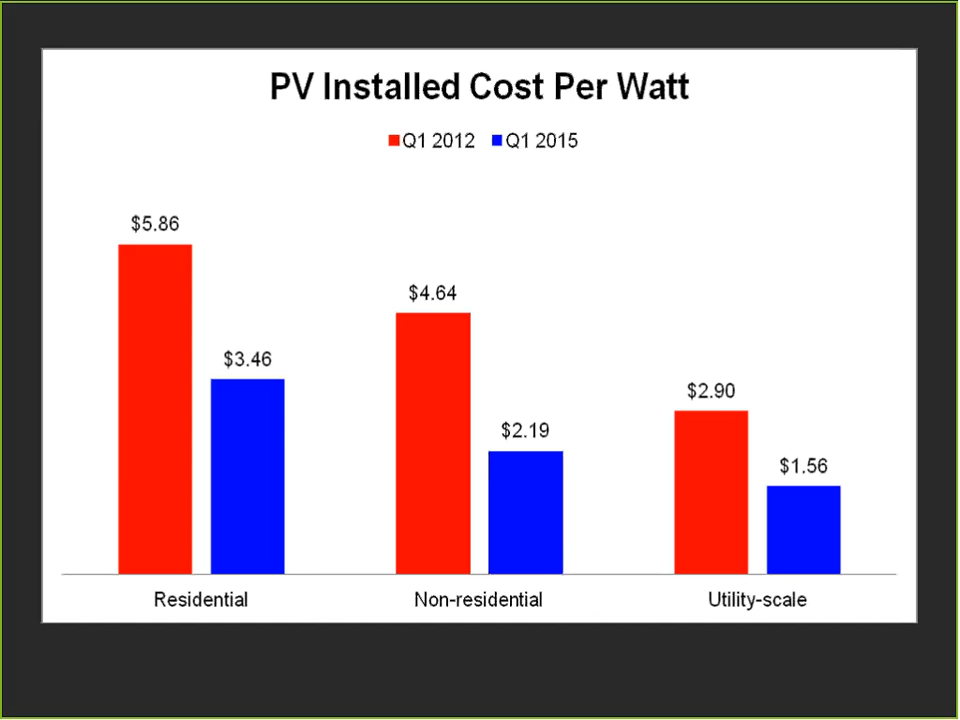 PV Installed Cost Per Watt
Q1 2012 Q1 2015
$5.86
$4.64
$3.46
$2.90
$2.19
$1.56
Residential Non-residential Utility-scale